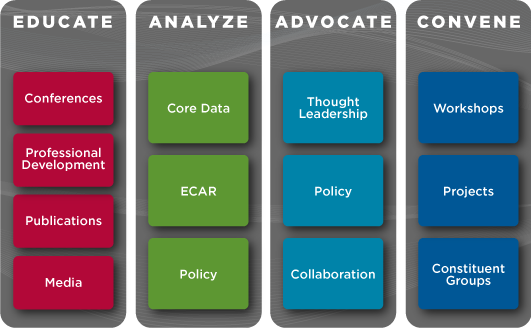 EDUCATE
Conferences
Professional
Development
Publications
Media
ANALYZE
Core Data
ECAR
Policy
ADVOCATE
Thought
Leadership
Policy
Collaboration
CONVENE
Workshops
Projects
Constituent
Groups